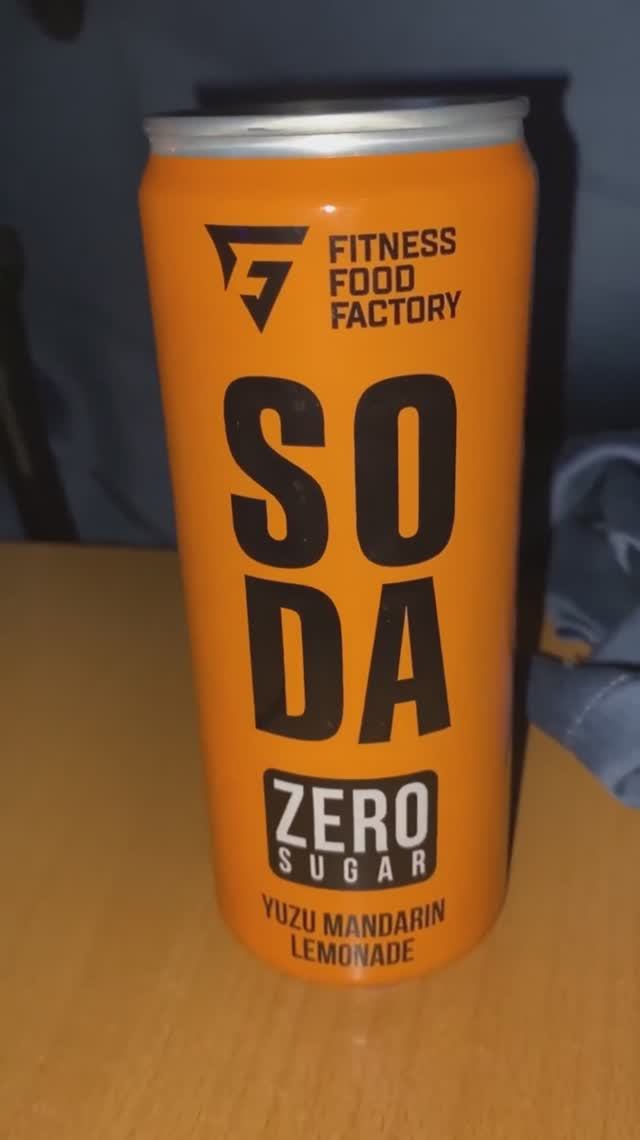 FITNESS
FOOD
FACTORY
SO
DA
ZERO
SUGAR
YUZU MANDARIN
LEMONADE